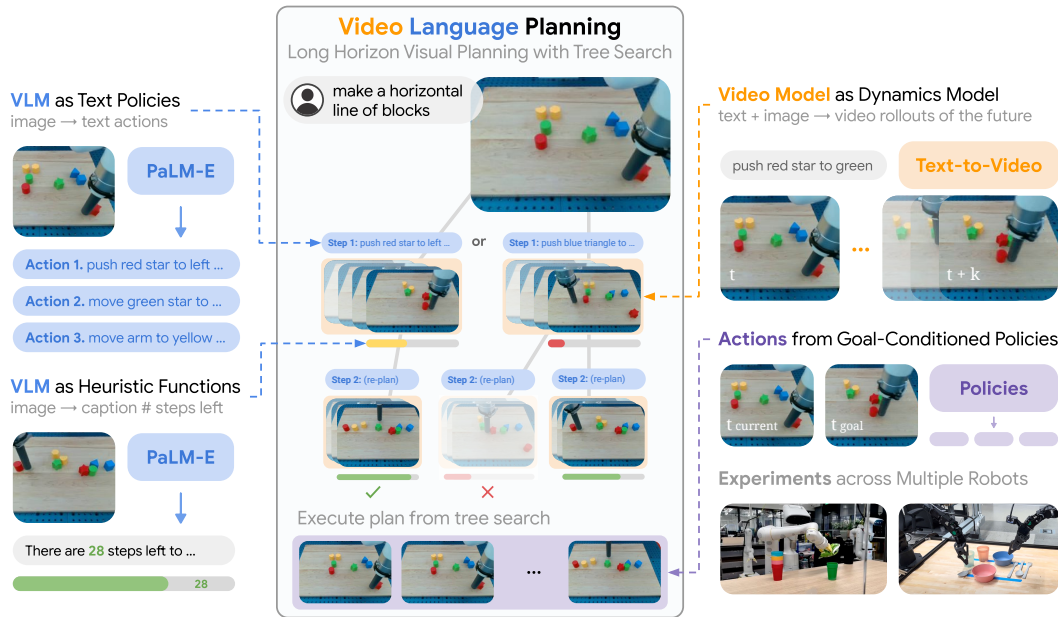 Video Language Planning
Long Horizon Visual Planning with Tree Search
make a horizontal
line of blocks
VLM as Text Policies
image → text actions
PaLM-E
Action 1. push red star to left ...
Action 2. move green star to ...
Action 3. move arm to yellow ...
VLM as Heuristic Functions
image → caption # steps left
PaLM-E
There are 28 steps left to ...
28
Step 1: push red star to left ...
or
Step 1: push blue triangle to ...
Step 2: (re-plan)
Step 2: (re-plan)
Step 2: (re-plan)
Execute plan from tree search
...
Video Model as Dynamics Model
text + image → video rollouts of the future
push red star to green
Text-to-Video
t
...
t + k
Actions from Goal-Conditioned Policies
t current
t goal
Policies
Experiments across Multiple Robots